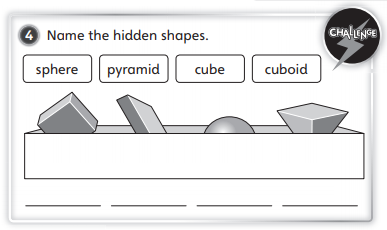 CHALLENGE
4 Name the hidden shapes.
sphere pyramid cube cuboid